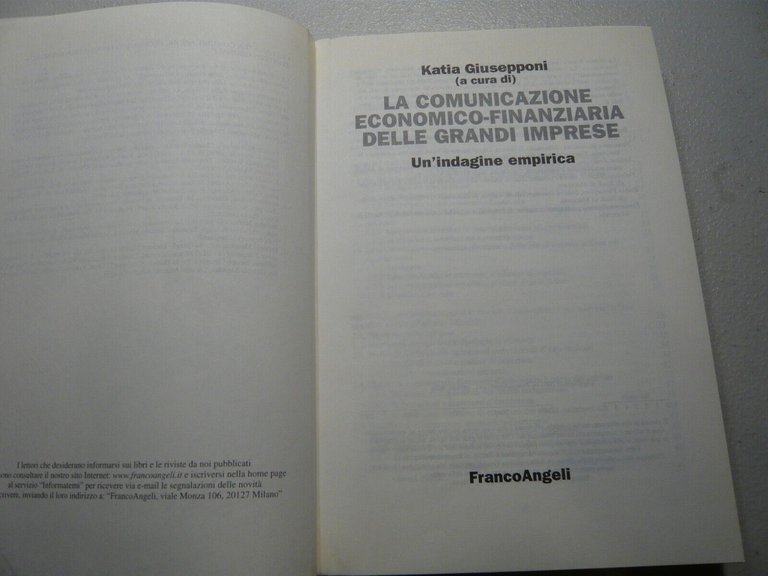 I lettori che desiderano informarsi sui libri e le riviste da noi pubblicati
consultare il nostro sito Internet: www.francoangeli.it e iscriversi nella home page
al servizio "Informatemi" per ricevere via e-mail le segnalazioni delle novità
inviando il loro indirizzo a: "FrancoAngeli, viale Monza 106, 20127 Milano"
Katia Giusepponi
(a cura di)
LA COMUNICAZIONE
ECONOMICO-FINANZIARIA
DELLE GRANDI IMPRESE
Un'indagine empirica
FrancoAngeli